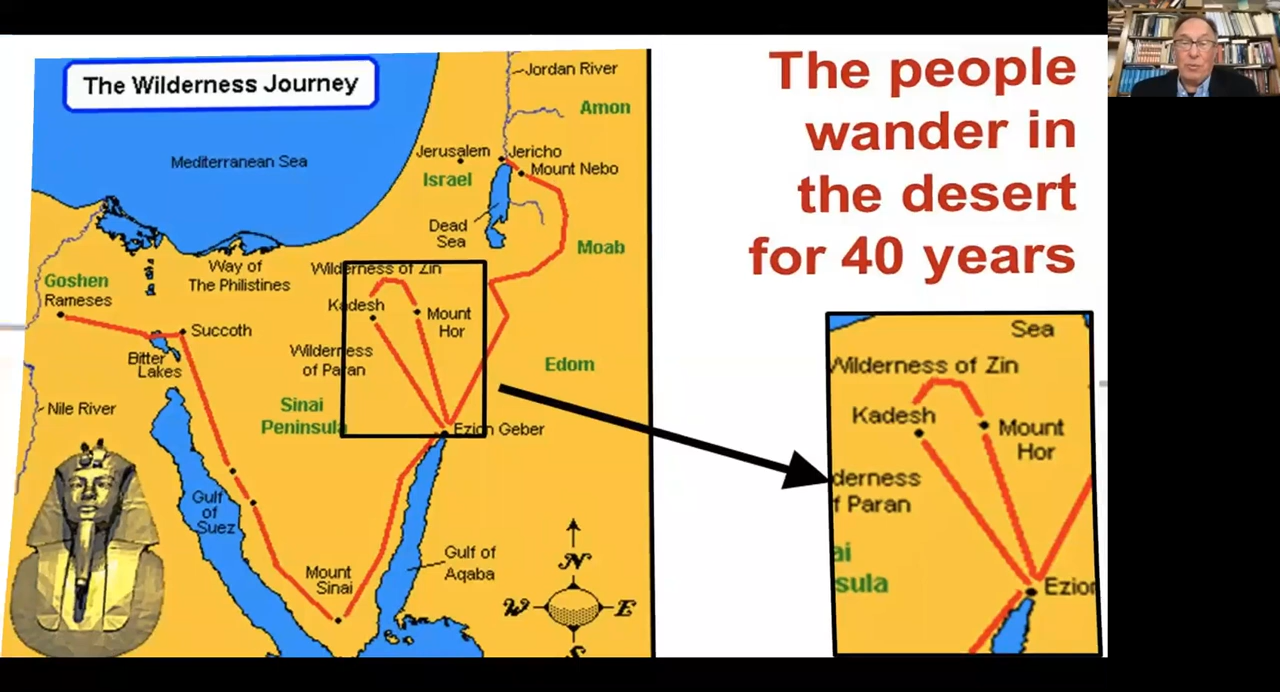 The Wilderness Journey
Mediterranean Sea
Jordan River
Amon
Jerusalem
Jericho
Mount Nebo
Israel
Dead
Sea
Moab
Way of
The Philistines
Wilderness of Zin
Goshen
Rameses
Kadesh
Mount
Hor
Succoth
Bitter
Lakes
Wilderness
of Paran
Edom
Sinai
Peninsula
Nile River
Ezion Geber
Gulf
of
Suez
Mount
Sinai
Gulf of
Aqaba
N
W
E
S
The people
wander in
the desert
for 40 years
Sea
Wilderness of Zin
Kadesh
Mount
Hor
derness
f Paran
ai
sula
Ezion